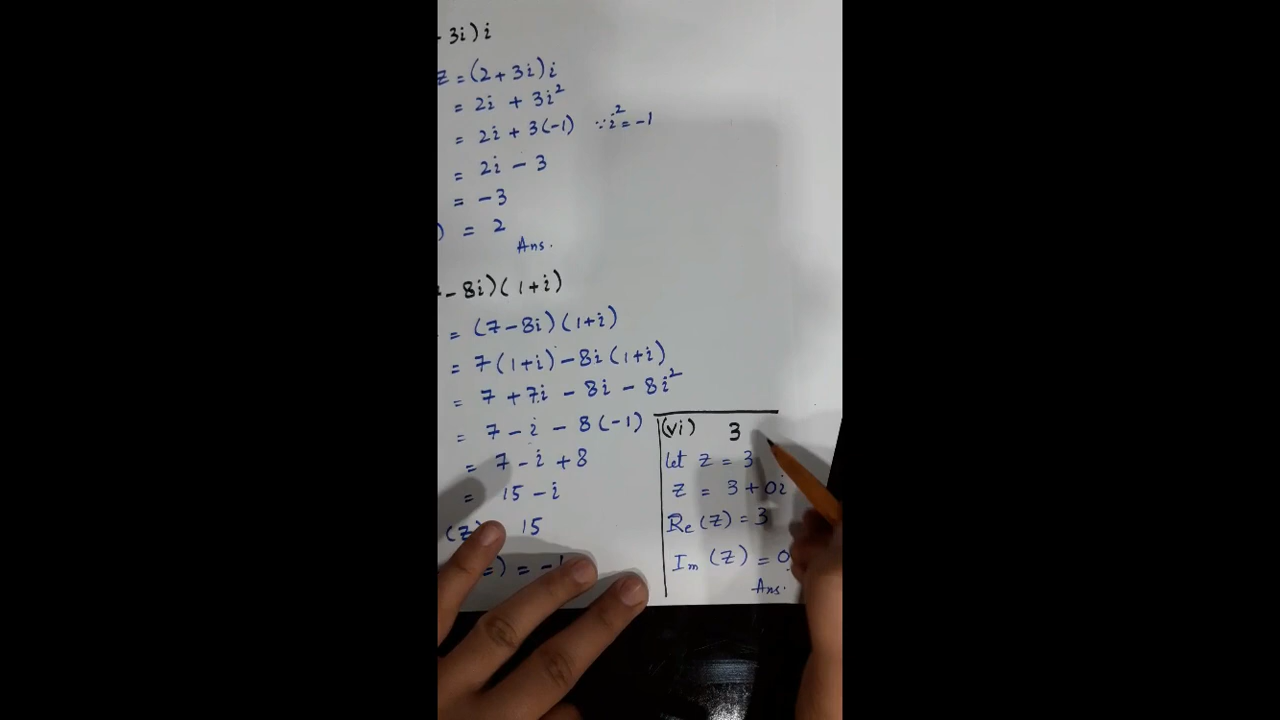 - 3i) i
z = (2 + 3i) i
= 2i + 3i²
= 2i + 3(-1) ∵ i² = -1
= 2i - 3
= -3
) = 2
Ans.
- 8i) ( 1 + i )
= (7 - 8i) (1 + i)
= 7 (1 + i) - 8i (1 + i)
= 7 + 7i - 8i - 8i²
= 7 - i - 8 (-1)
= 7 - i + 8
= 15 - i
(z) 15
) = -1
(vi) 3
let z = 3
z = 3 + 0i
Re (z) = 3
Im (z) = 0
Ans.